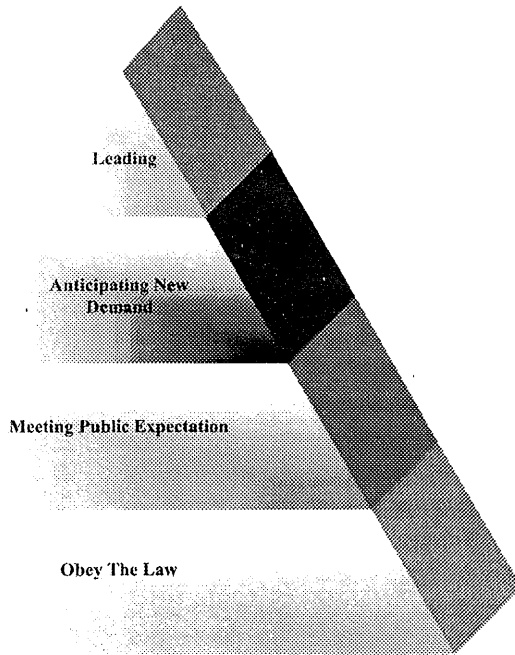 Leading
Anticipating New
Demand
Meeting Public Expectation
Obey The Law